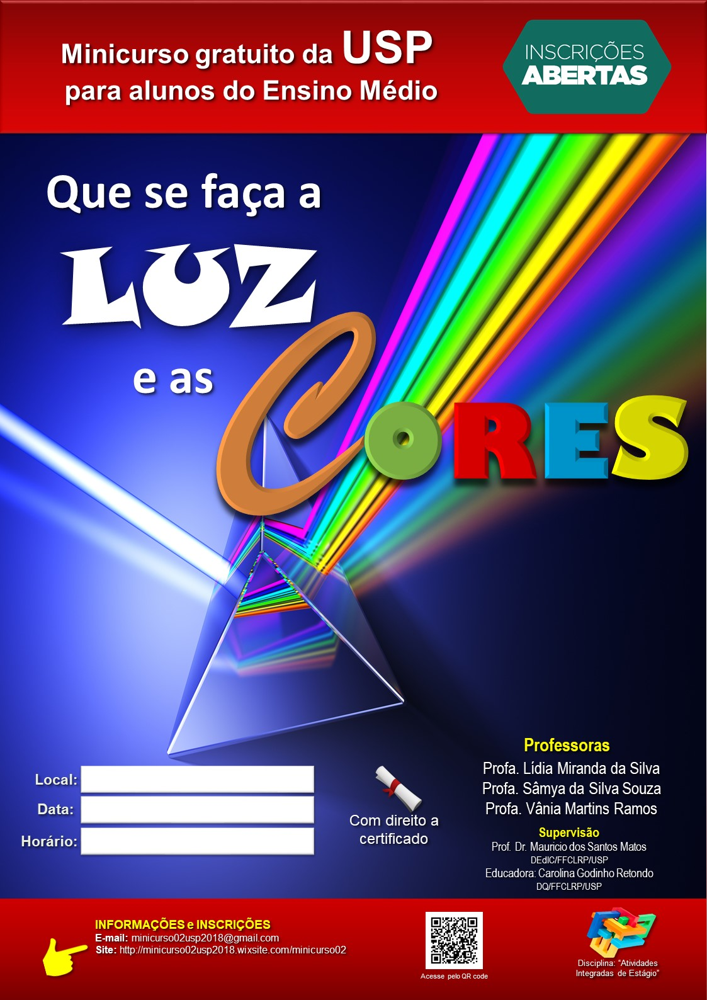 Minicurso gratuito da USP
para alunos do Ensino Médio
INSCRIÇÕES
ABERTAS
Que se faça a
LUZ
e as
CORES
Local:
Data:
Horário:
Com direito a
certificado
Professoras
Profa. Lídia Miranda da Silva
Profa. Sâmya da Silva Souza
Profa. Vânia Martins Ramos
Supervisão
Prof. Dr. Mauricio dos Santos Matos
DEdIC/FFCLRP/USP
Educadora: Carolina Godinho Retondo
DQ/FFCLRP/USP
INFORMAÇÕES e INSCRIÇÕES
E-mail: minicurso02usp2018@gmail.com
Site: http://minicurso02usp2018.wixsite.com/minicurso02
Acesse pelo QR code
Disciplina: “Atividades
Integradas de Estágio”